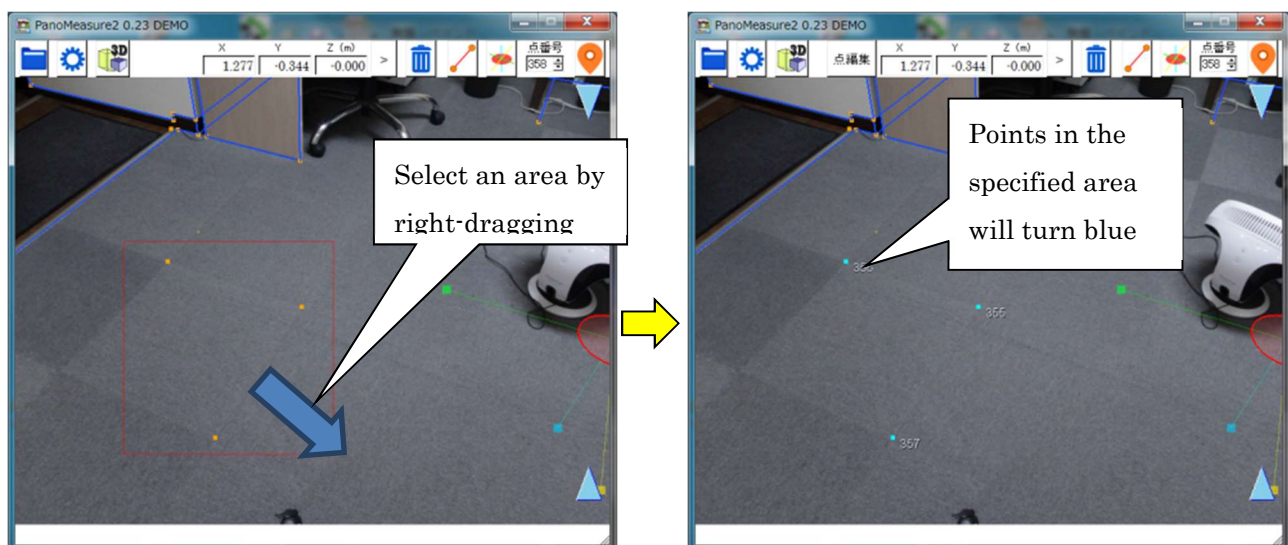 PanoMeasure2 0.23 DEMO
3D
X Y Z (m)
1.277 -0.344 -0.000 >
点番号
358
Select an area by
right-dragging
PanoMeasure2 0.23 DEMO
3D
点編集
X Y Z (m)
1.277 -0.344 -0.000 >
点番号
358
Points in the
specified area
will turn blue
355
357